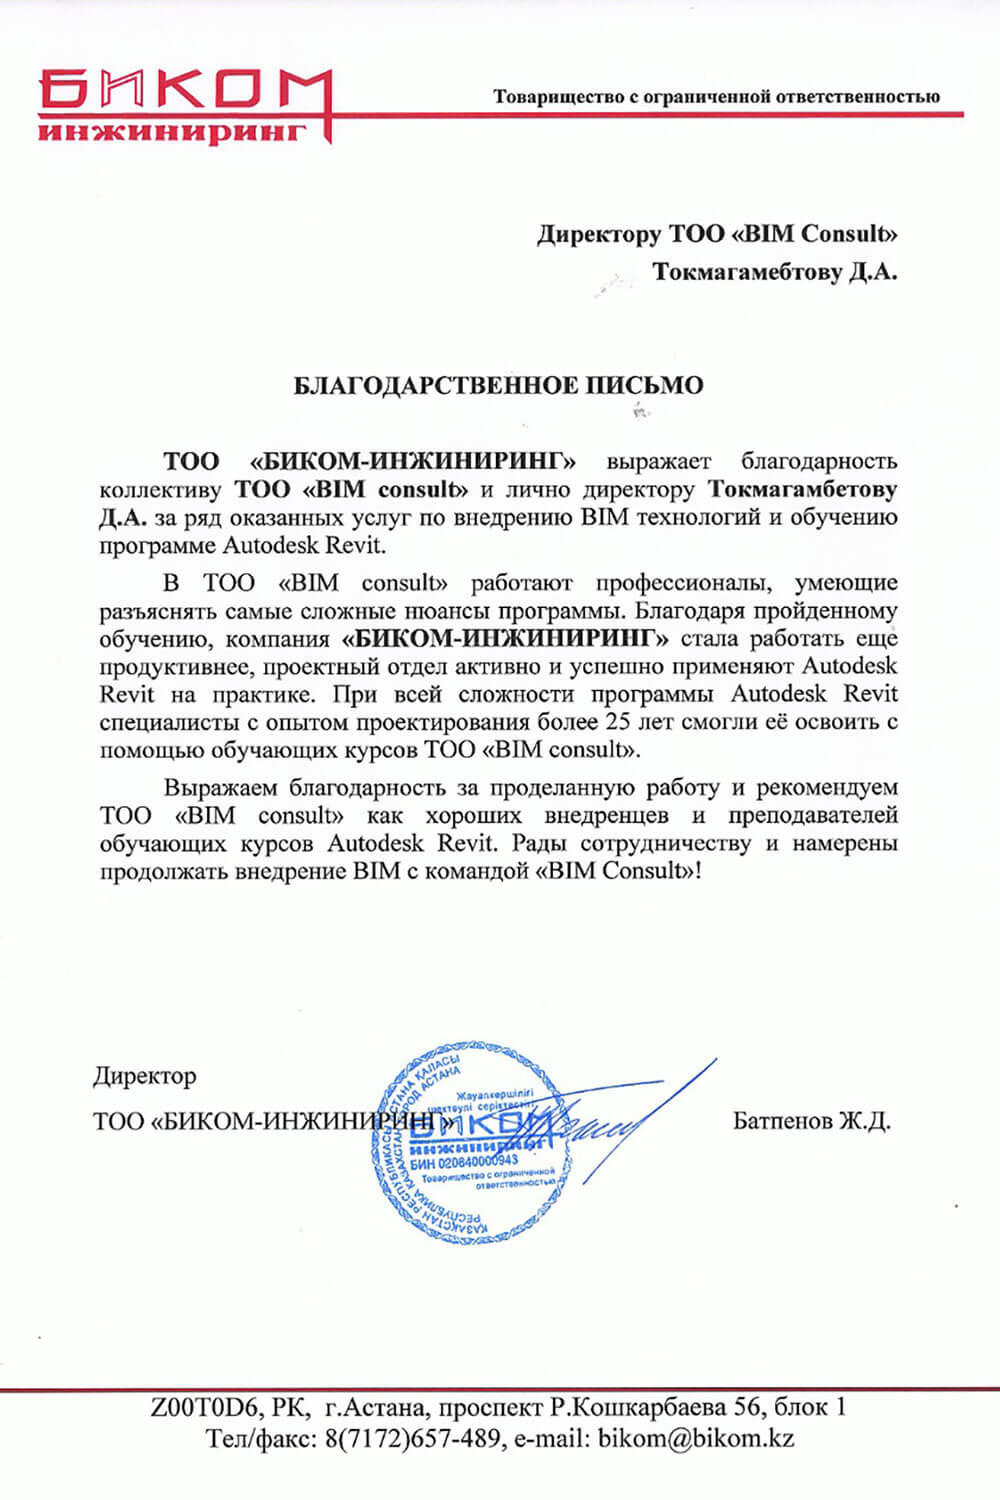 БИКОМ
ИНЖИНИРИНГ
Товарищество с ограниченной ответственностью
Директору ТОО «BIM Consult»
Токмагамебтову Д.А.
БЛАГОДАРСТВЕННОЕ ПИСЬМО
ТОО «БИКОМ-ИНЖИНИРИНГ» выражает благодарность
коллективу ТОО «BIM consult» и лично директору Токмагамбетову
Д.А. за ряд оказанных услуг по внедрению BIM технологий и обучению
программе Autodesk Revit.
В ТОО «BIM consult» работают профессионалы, умеющие
разъяснять самые сложные нюансы программы. Благодаря пройденному
обучению, компания «БИКОМ-ИНЖИНИРИНГ» стала работать еще
продуктивнее, проектный отдел активно и успешно применяют Autodesk
Revit на практике. При всей сложности программы Autodesk Revit
специалисты с опытом проектирования более 25 лет смогли её освоить с
помощью обучающих курсов ТОО «BIM consult».
Выражаем благодарность за проделанную работу и рекомендуем
ТОО «BIM consult» как хороших внедренцев и преподавателей
обучающих курсов Autodesk Revit. Рады сотрудничеству и намерены
продолжать внедрение BIM с командой «BIM Consult»!
Директор
ТОО «БИКОМ-ИНЖИНИРИНГ»
Батпенов Ж.Д.
ҚАЗАҚСТАН РЕСПУБЛИКАСЫ АСТАНА ҚАЛАСЫ
РЕСПУБЛИКА КАЗАХСТАН ГОРОД АСТАНА
Жауапкершілігі
шектеулі серіктестігі
БИКОМ
ИНЖИНИРИНГ
БИН 020640000943
Товарищество с ограниченной
ответственностью
Z00T0D6, РК, г.Астана, проспект Р.Кошкарбаева 56, блок 1
Тел/факс: 8(7172)657-489, e-mail: bikom@bikom.kz